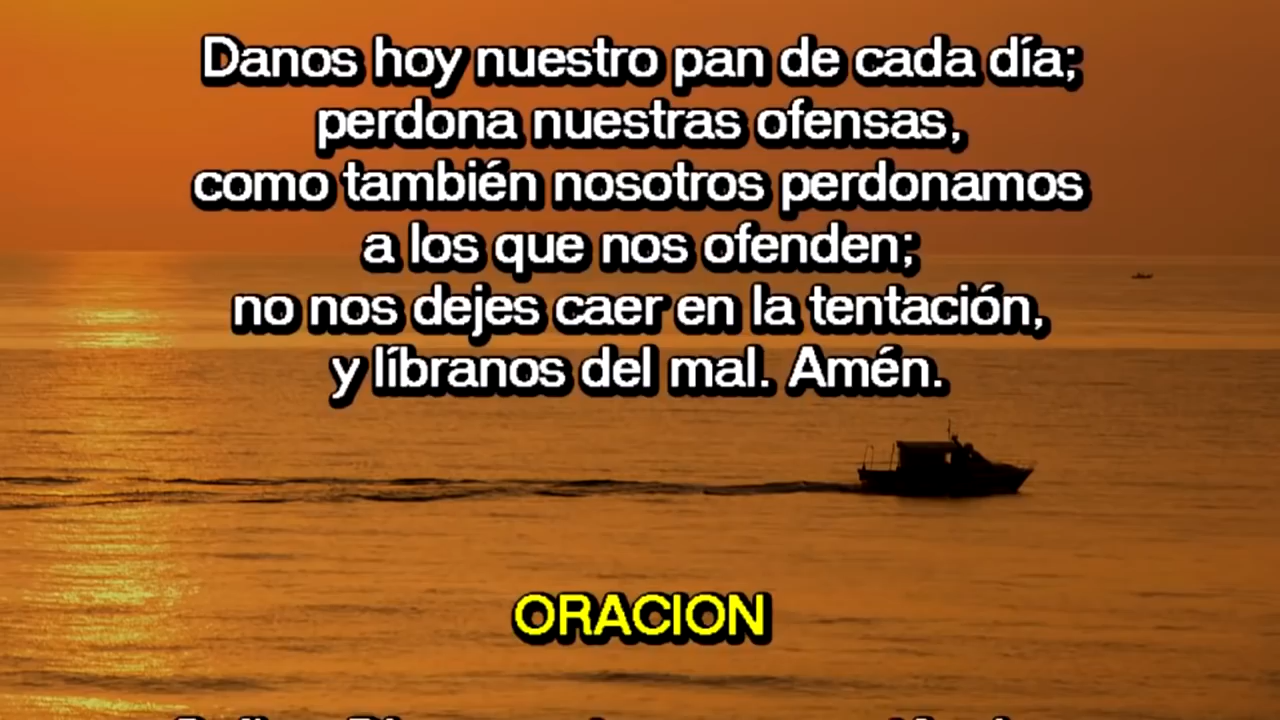 Danos hoy nuestro pan de cada día;
perdona nuestras ofensas,
como también nosotros perdonamos
a los que nos ofenden;
no nos dejes caer en la tentación,
y líbranos del mal. Amén.
ORACION